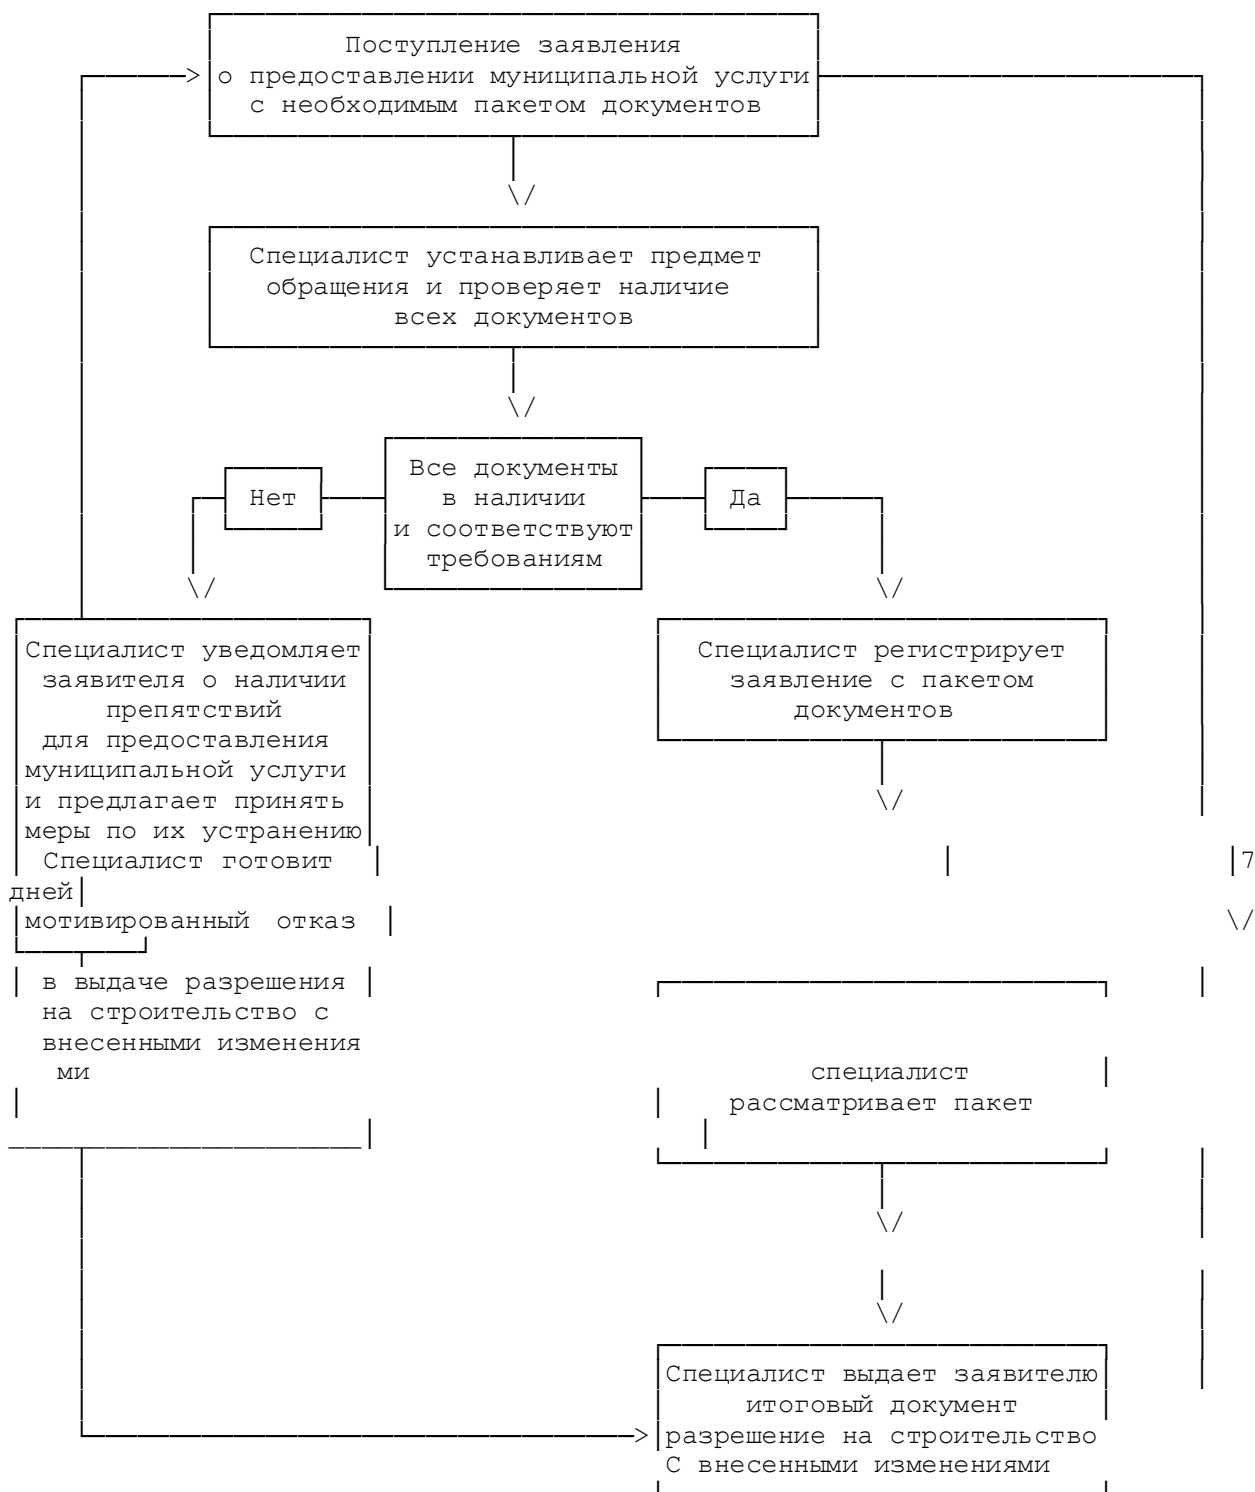 Поступление заявления
о предоставлении муниципальной услуги
с необходимым пакетом документов
Специалист устанавливает предмет
обращения и проверяет наличие
всех документов
Все документы
в наличии
и соответствуют
требованиям
Нет
Да
Специалист уведомляет
заявителя о наличии
препятствий
для предоставления
муниципальной услуги
и предлагает принять
меры по их устранению
Специалист готовит
Специалист регистрирует
заявление с пакетом
документов
7
дней
мотивированный отказ
в выдаче разрешения
на строительство с
внесенными изменения
ми
специалист
рассматривает пакет
Специалист выдает заявителю
итоговый документ
разрешение на строительство
С внесенными изменениями